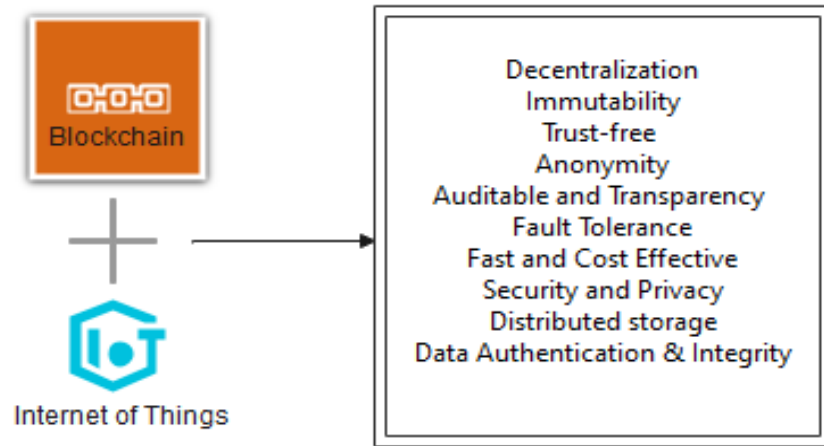 Blockchain
IoT
Internet of Things
Decentralization
Immutability
Trust-free
Anonymity
Auditable and Transparency
Fault Tolerance
Fast and Cost Effective
Security and Privacy
Distributed storage
Data Authentication & Integrity